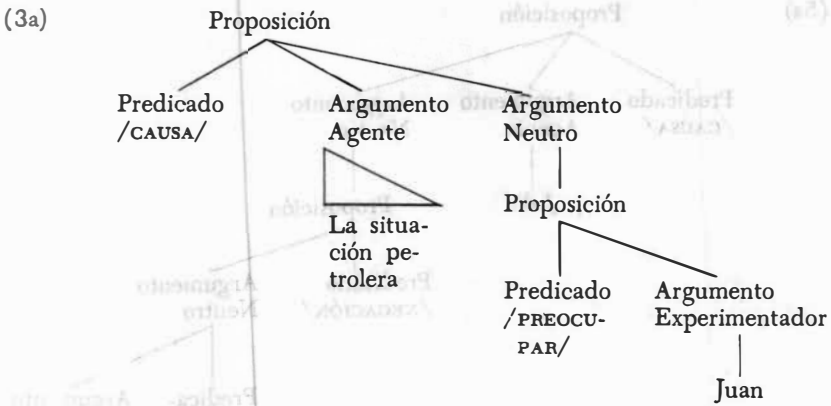 (3a)
Proposición
Predicado Argumento Argumento
/CAUSA/ Agente Neutro
Proposición
La situa-
ción pe-
trolera
Predicado Argumento
/PREOCU- Experimentador
PAR/
Juan